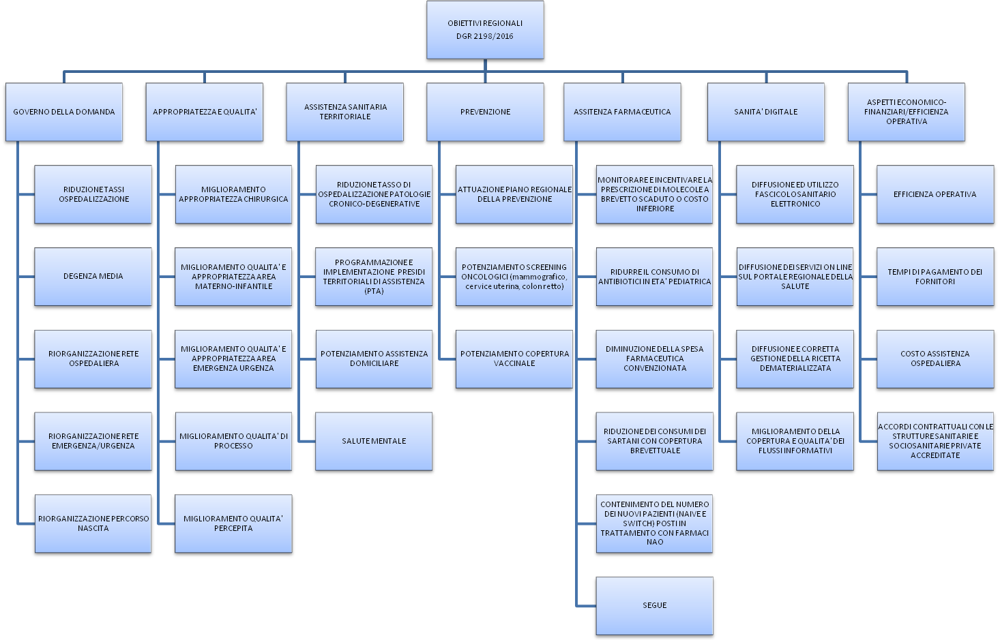 OBIETTIVI REGIONALI
DGR 2198/2016
GOVERNO DELLA DOMANDA
APPROPRIATEZZA E QUALITA'
ASSISTENZA SANITARIA
TERRITORIALE
PREVENZIONE
ASSITENZA FARMACEUTICA
SANITA' DIGITALE
ASPETTI ECONOMICO-
FINANZIARI/EFFICIENZA
OPERATIVA
RIDUZIONE TASSI
OSPEDALIZZAZIONE
DEGENZA MEDIA
RIORGANIZZAZIONE RETE
OSPEDALIERA
RIORGANIZZAZIONE RETE
EMERGENZA/URGENZA
RIORGANIZZAZIONE PERCORSO
NASCITA
MIGLIORAMENTO
APPROPRIATEZZA CHIRURGICA
MIGLIORAMENTO QUALITA' E
APPROPRIATEZZA AREA
MATERNO-INFANTILE
MIGLIORAMENTO QUALITA' E
APPROPRIATEZZA AREA
EMERGENZA URGENZA
MIGLIORAMENTO QUALITA' DI
PROCESSO
MIGLIORAMENTO QUALITA'
PERCEPITA
RIDUZIONE TASSO DI
OSPEDALIZZAZIONE PATOLOGIE
CRONICO-DEGENERATIVE
PROGRAMMAZIONE E
IMPLEMENTAZIONE PRESIDI
TERRITORIALI DI ASSISTENZA
(PTA)
POTENZIAMENTO ASSISTENZA
DOMICILIARE
SALUTE MENTALE
ATTUAZIONE PIANO REGIONALE
DELLA PREVENZIONE
POTENZIAMENTO SCREENING
ONCOLOGICI (mammografico,
cervice uterina, colon retto)
POTENZIAMENTO COPERTURA
VACCINALE
MONITORARE E INCENTIVARE LA
PRESCRIZIONE DI MOLECOLE A
BREVETTO SCADUTO O COSTO
INFERIORE
RIDURRE IL CONSUMO DI
ANTIBIOTICI IN ETA' PEDIATRICA
DIMINUZIONE DELLA SPESA
FARMACEUTICA
CONVENZIONATA
RIDUZIONE DEI CONSUMI DEI
SARTANI CON COPERTURA
BREVETTUALE
CONTENIMENTO DEL NUMERO
DEI NUOVI PAZIENTI (NAIVE E
SWITCH) POSTI IN
TRATTAMENTO CON FARMACI
NAO
SEGUE
DIFFUSIONE ED UTILIZZO
FASCICOLO SANITARIO
ELETTRONICO
DIFFUSIONE DEI SERVIZI ON LINE
SUL PORTALE REGIONALE DELLA
SALUTE
DIFFUSIONE E CORRETTA
GESTIONE DELLA RICETTA
DEMATERIALIZZATA
MIGLIORAMENTO DELLA
COPERTURA E QUALITA' DEI
FLUSSI INFORMATIVI
EFFICIENZA OPERATIVA
TEMPI DI PAGAMENTO DEI
FORNITORI
COSTO ASSISTENZA
OSPEDALIERA
ACCORDI CONTRATTUALI CON LE
STRUTTURE SANITARIE E
SOCIOSANITARIE PRIVATE
ACCREDITATE